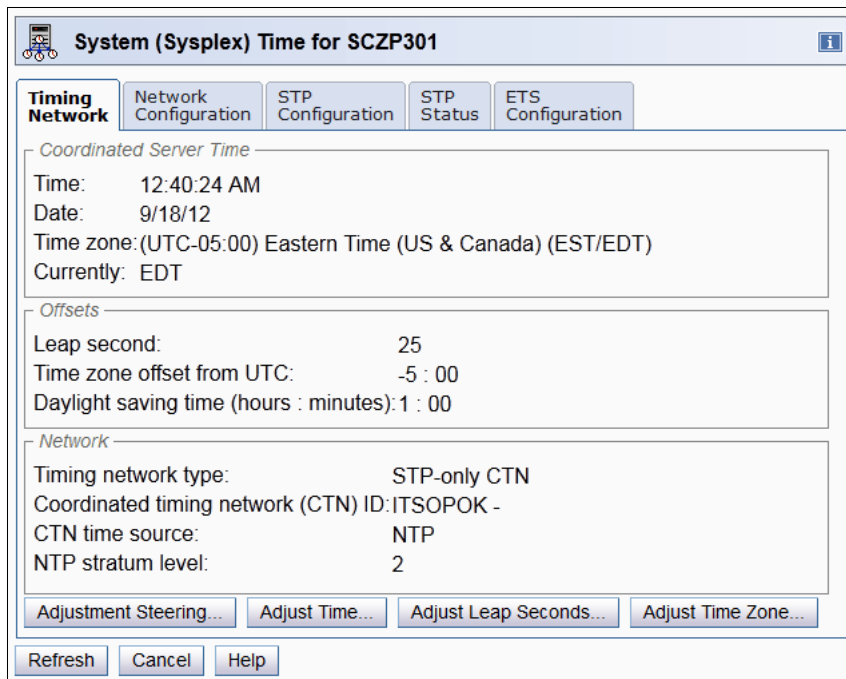 System (Sysplex) Time for SCZP301
i
Timing Network
Network Configuration
STP Configuration
STP Status
ETS Configuration
Coordinated Server Time
Time: 12:40:24 AM
Date: 9/18/12
Time zone: (UTC-05:00) Eastern Time (US & Canada) (EST/EDT)
Currently: EDT
Offsets
Leap second: 25
Time zone offset from UTC: -5 : 00
Daylight saving time (hours : minutes): 1 : 00
Network
Timing network type: STP-only CTN
Coordinated timing network (CTN) ID: ITSOPOK -
CTN time source: NTP
NTP stratum level: 2
Adjustment Steering... Adjust Time... Adjust Leap Seconds... Adjust Time Zone...
Refresh Cancel Help